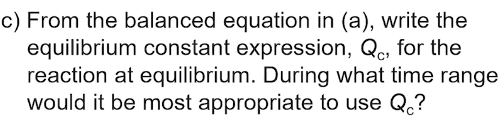 c) From the balanced equation in (a), write the
equilibrium constant expression, Qc, for the
reaction at equilibrium. During what time range
would it be most appropriate to use Qc?